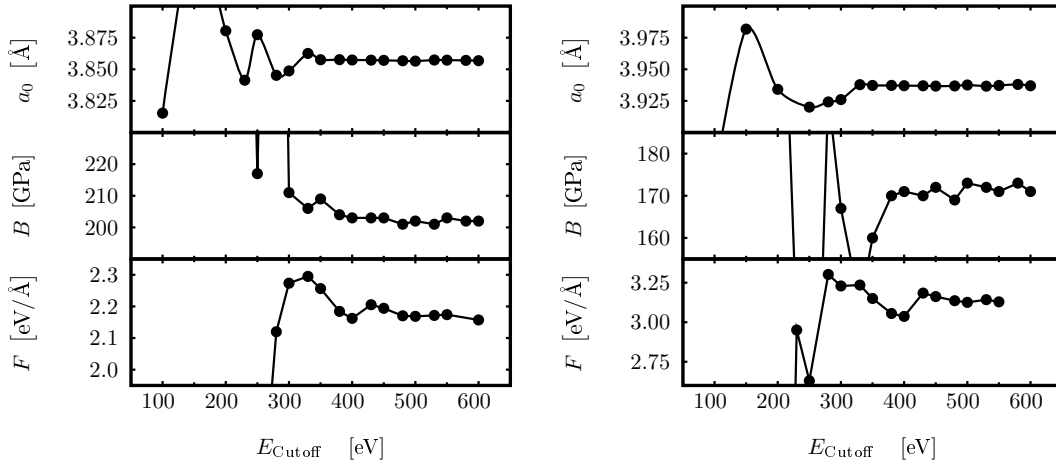 a₀ [Å]
3.875
3.850
3.825
B [GPa]
220
210
200
F [eV/Å]
2.3
2.2
2.1
2.0
100 200 300 400 500 600
E_Cutoff [eV]
a₀ [Å]
3.975
3.950
3.925
B [GPa]
180
170
160
F [eV/Å]
3.25
3.00
2.75
100 200 300 400 500 600
E_Cutoff [eV]